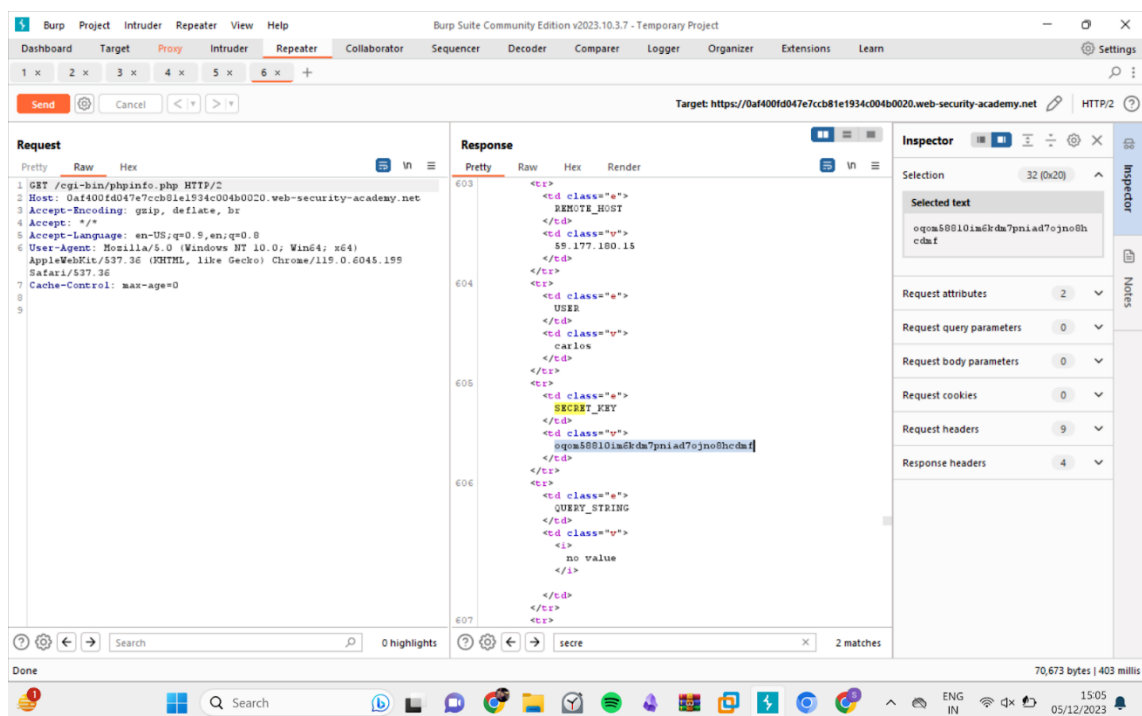 Burp Project Intruder Repeater View Help Burp Suite Community Edition v2023.10.3.7 - Temporary Project
Dashboard Target Proxy Intruder Repeater Collaborator Sequencer Decoder Comparer Logger Organizer Extensions Learn Settings
1 × 2 × 3 × 4 × 5 × 6 × +
Send Cancel < > Target: https://0af400fd047e7ccb81e1934c004b0020.web-security-academy.net HTTP/2
Request
Pretty Raw Hex \n
1 GET /cgi-bin/phpinfo.php HTTP/2
2 Host: 0af400fd047e7ccb81e1934c004b0020.web-security-academy.net
3 Accept-Encoding: gzip, deflate, br
4 Accept: */*
5 Accept-Language: en-US;q=0.9,en;q=0.8
6 User-Agent: Mozilla/5.0 (Windows NT 10.0; Win64; x64)
AppleWebKit/537.36 (KHTML, like Gecko) Chrome/119.0.6045.199
Safari/537.36
7 Cache-Control: max-age=0
8
9
Search 0 highlights
Response
Pretty Raw Hex Render \n
603 <tr>
<td class="e">
REMOTE_HOST
</td>
<td class="v">
59.177.180.15
</td>
</tr>
604 <tr>
<td class="e">
USER
</td>
<td class="v">
carlos
</td>
</tr>
605 <tr>
<td class="e">
SECRET_KEY
</td>
<td class="v">
oqom58810im6kdm7pniad7ojno8hcdmf
</td>
</tr>
606 <tr>
<td class="e">
QUERY_STRING
</td>
<td class="v">
<i>
no value
</i>
</td>
</tr>
607 <tr>
secre 2 matches
Inspector
Selection 32 (0x20)
Selected text
oqom58810im6kdm7pniad7ojno8h
cdmf
Request attributes 2
Request query parameters 0
Request body parameters 0
Request cookies 0
Request headers 9
Response headers 4
Inspector
Notes
Done 70,673 bytes | 403 millis
1 Search ENG
IN 15:05
05/12/2023